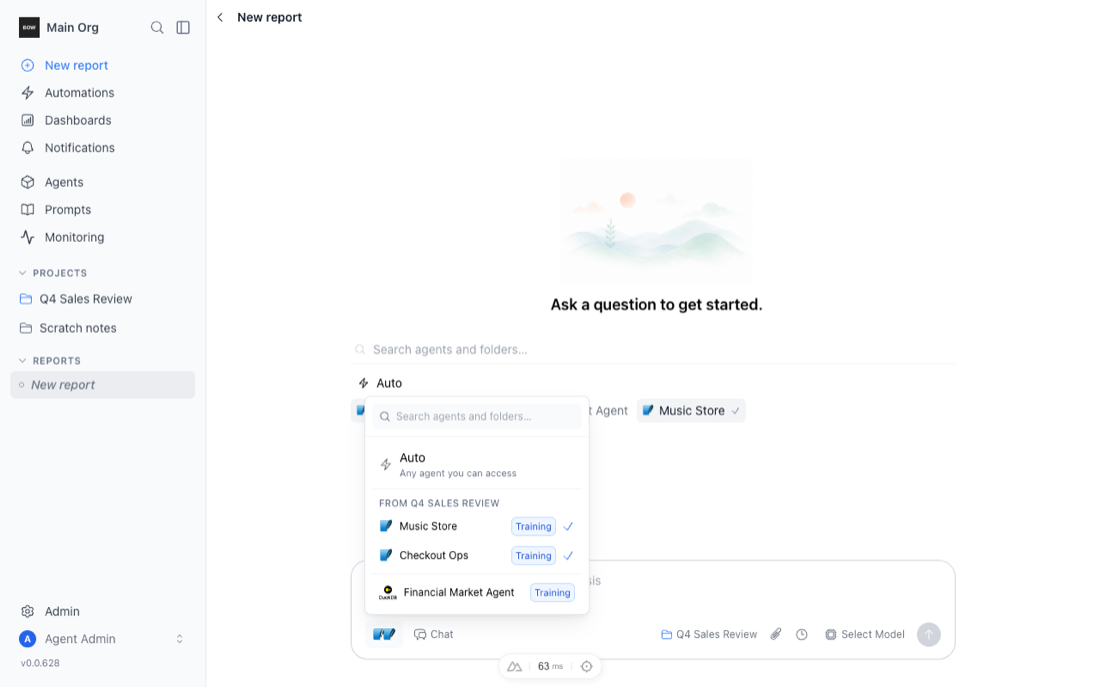 BOW Main Org
New report
Automations
Dashboards
Notifications
Agents
Prompts
Monitoring
PROJECTS
Q4 Sales Review
Scratch notes
REPORTS
New report
Admin
A Agent Admin
v0.0.628
New report
Ask a question to get started.
Search agents and folders...
Auto
t Agent Music Store
Search agents and folders...
Auto
Any agent you can access
FROM Q4 SALES REVIEW
Music Store Training
Checkout Ops Training
Financial Market Agent Training
sis
Chat Q4 Sales Review Select Model
63 ms